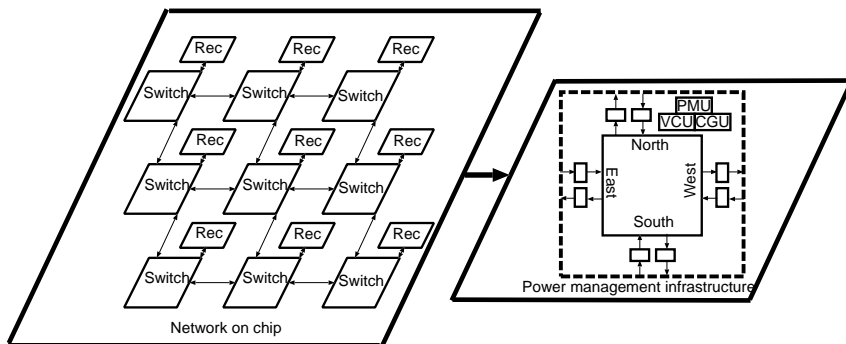 Rec Rec Rec
Switch Switch Switch
Rec Rec Rec
Switch Switch Switch
Rec Rec Rec
Switch Switch Switch
Network on chip
PMU
VCU CGU
North
East
West
South
Power management infrastructure